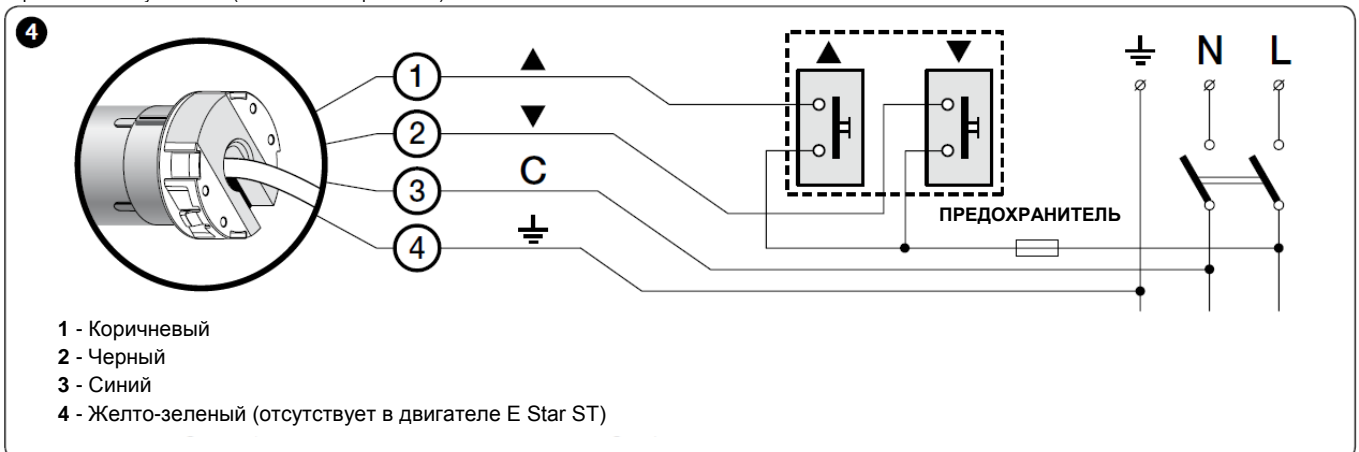 4
N L
1
2
C
3
4
ПРЕДОХРАНИТЕЛЬ
1 - Коричневый
2 - Черный
3 - Синий
4 - Желто-зеленый (отсутствует в двигателе E Star ST)